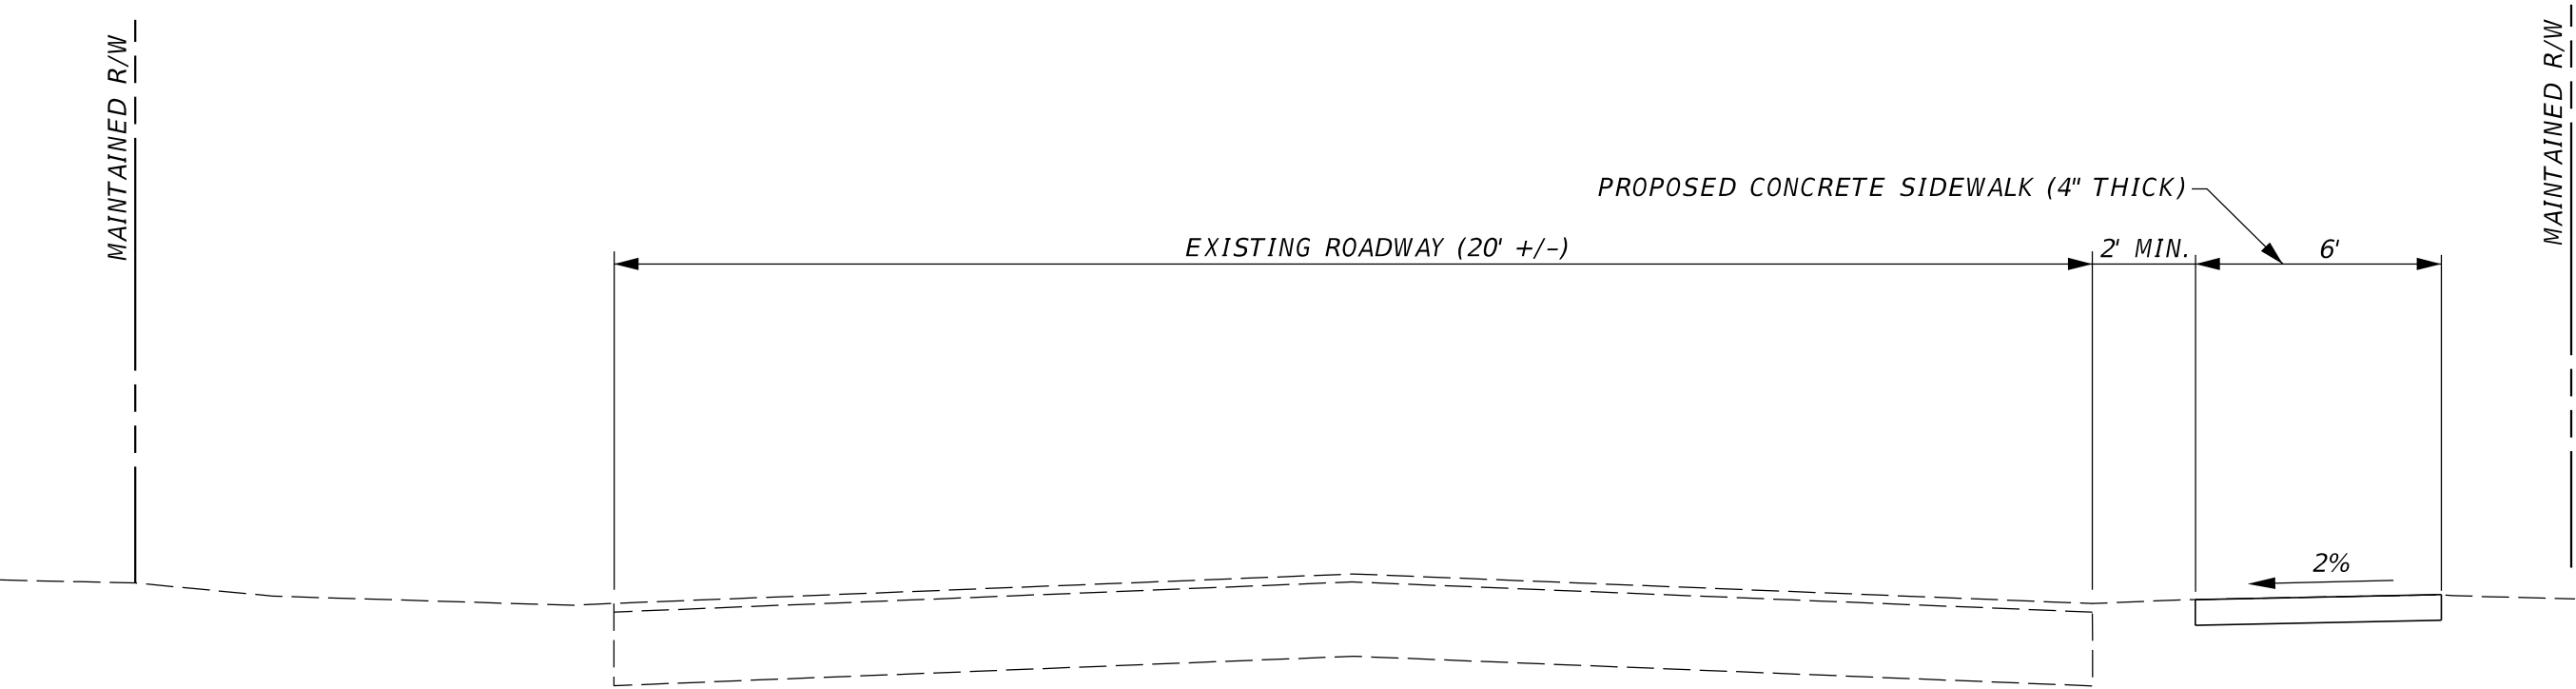 MAINTAINED R/W
MAINTAINED R/W
PROPOSED CONCRETE SIDEWALK (4" THICK)
EXISTING ROADWAY (20' +/-)
2' MIN.
6'
2%